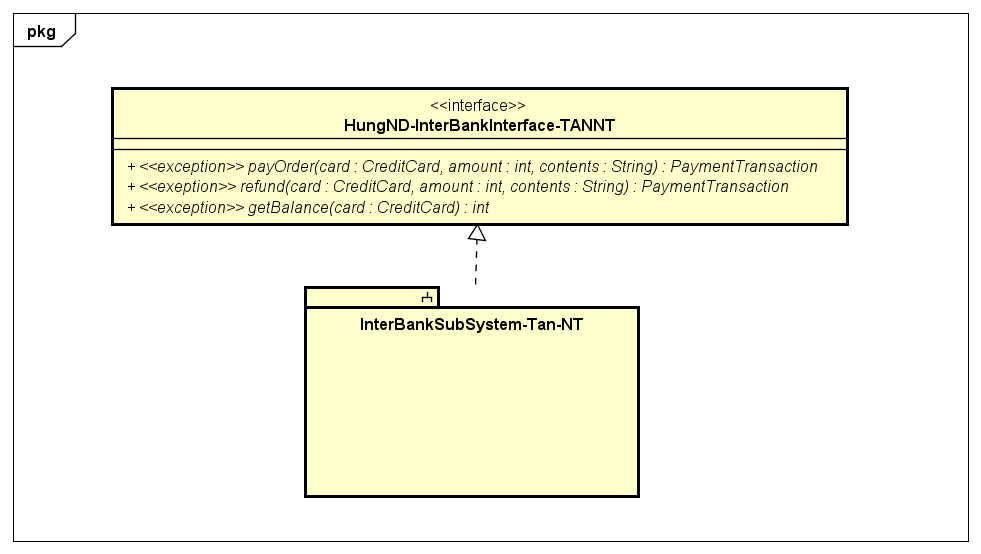 pkg
<<interface>>
HungND-InterBankInterface-TANNT
+ <<exception>> payOrder(card : CreditCard, amount : int, contents : String) : PaymentTransaction
+ <<exeption>> refund(card : CreditCard, amount : int, contents : String) : PaymentTransaction
+ <<exception>> getBalance(card : CreditCard) : int
InterBankSubSystem-Tan-NT